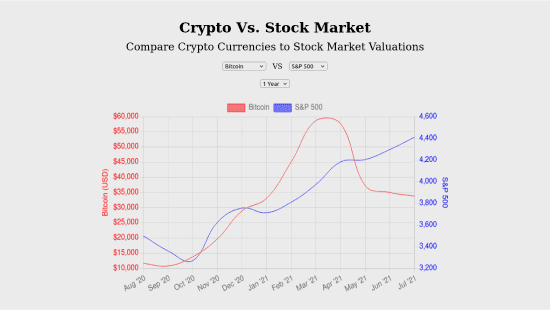 Crypto Vs. Stock Market
Compare Crypto Currencies to Stock Market Valuations
Bitcoin VS S&P 500
1 Year
Bitcoin S&P 500
$60,000 4,600
$55,000
$50,000 4,400
$45,000 4,200
$40,000
$35,000 4,000
$30,000 3,800
$25,000 3,600
$20,000
$15,000 3,400
$10,000 3,200
Bitcoin (USD)
S&P 500
Aug '20 Sep '20 Oct '20 Nov '20 Dec '20 Jan '21 Feb '21 Mar '21 Apr '21 May '21 Jun '21 Jul '21